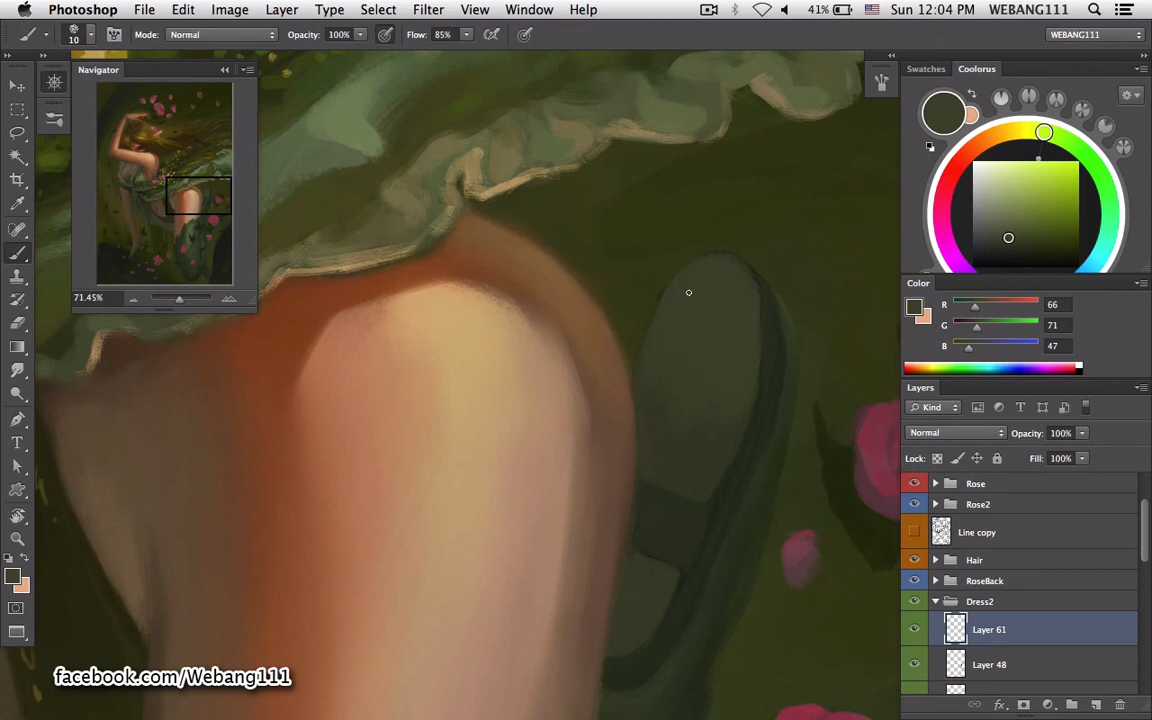 Photoshop File Edit Image Layer Type Select Filter View Window Help 41% Sun 12:04 PM WEBANG111
10 Mode: Normal Opacity: 100% Flow: 85% WEBANG111
Navigator
71.45%
Swatches Coolorus
Color
R 66
G 71
B 47
Layers
Kind
Normal Opacity: 100%
Lock: Fill: 100%
Rose
Rose2
Line copy
Hair
RoseBack
Dress2
Layer 61
Layer 48
facebook.com/Webang111